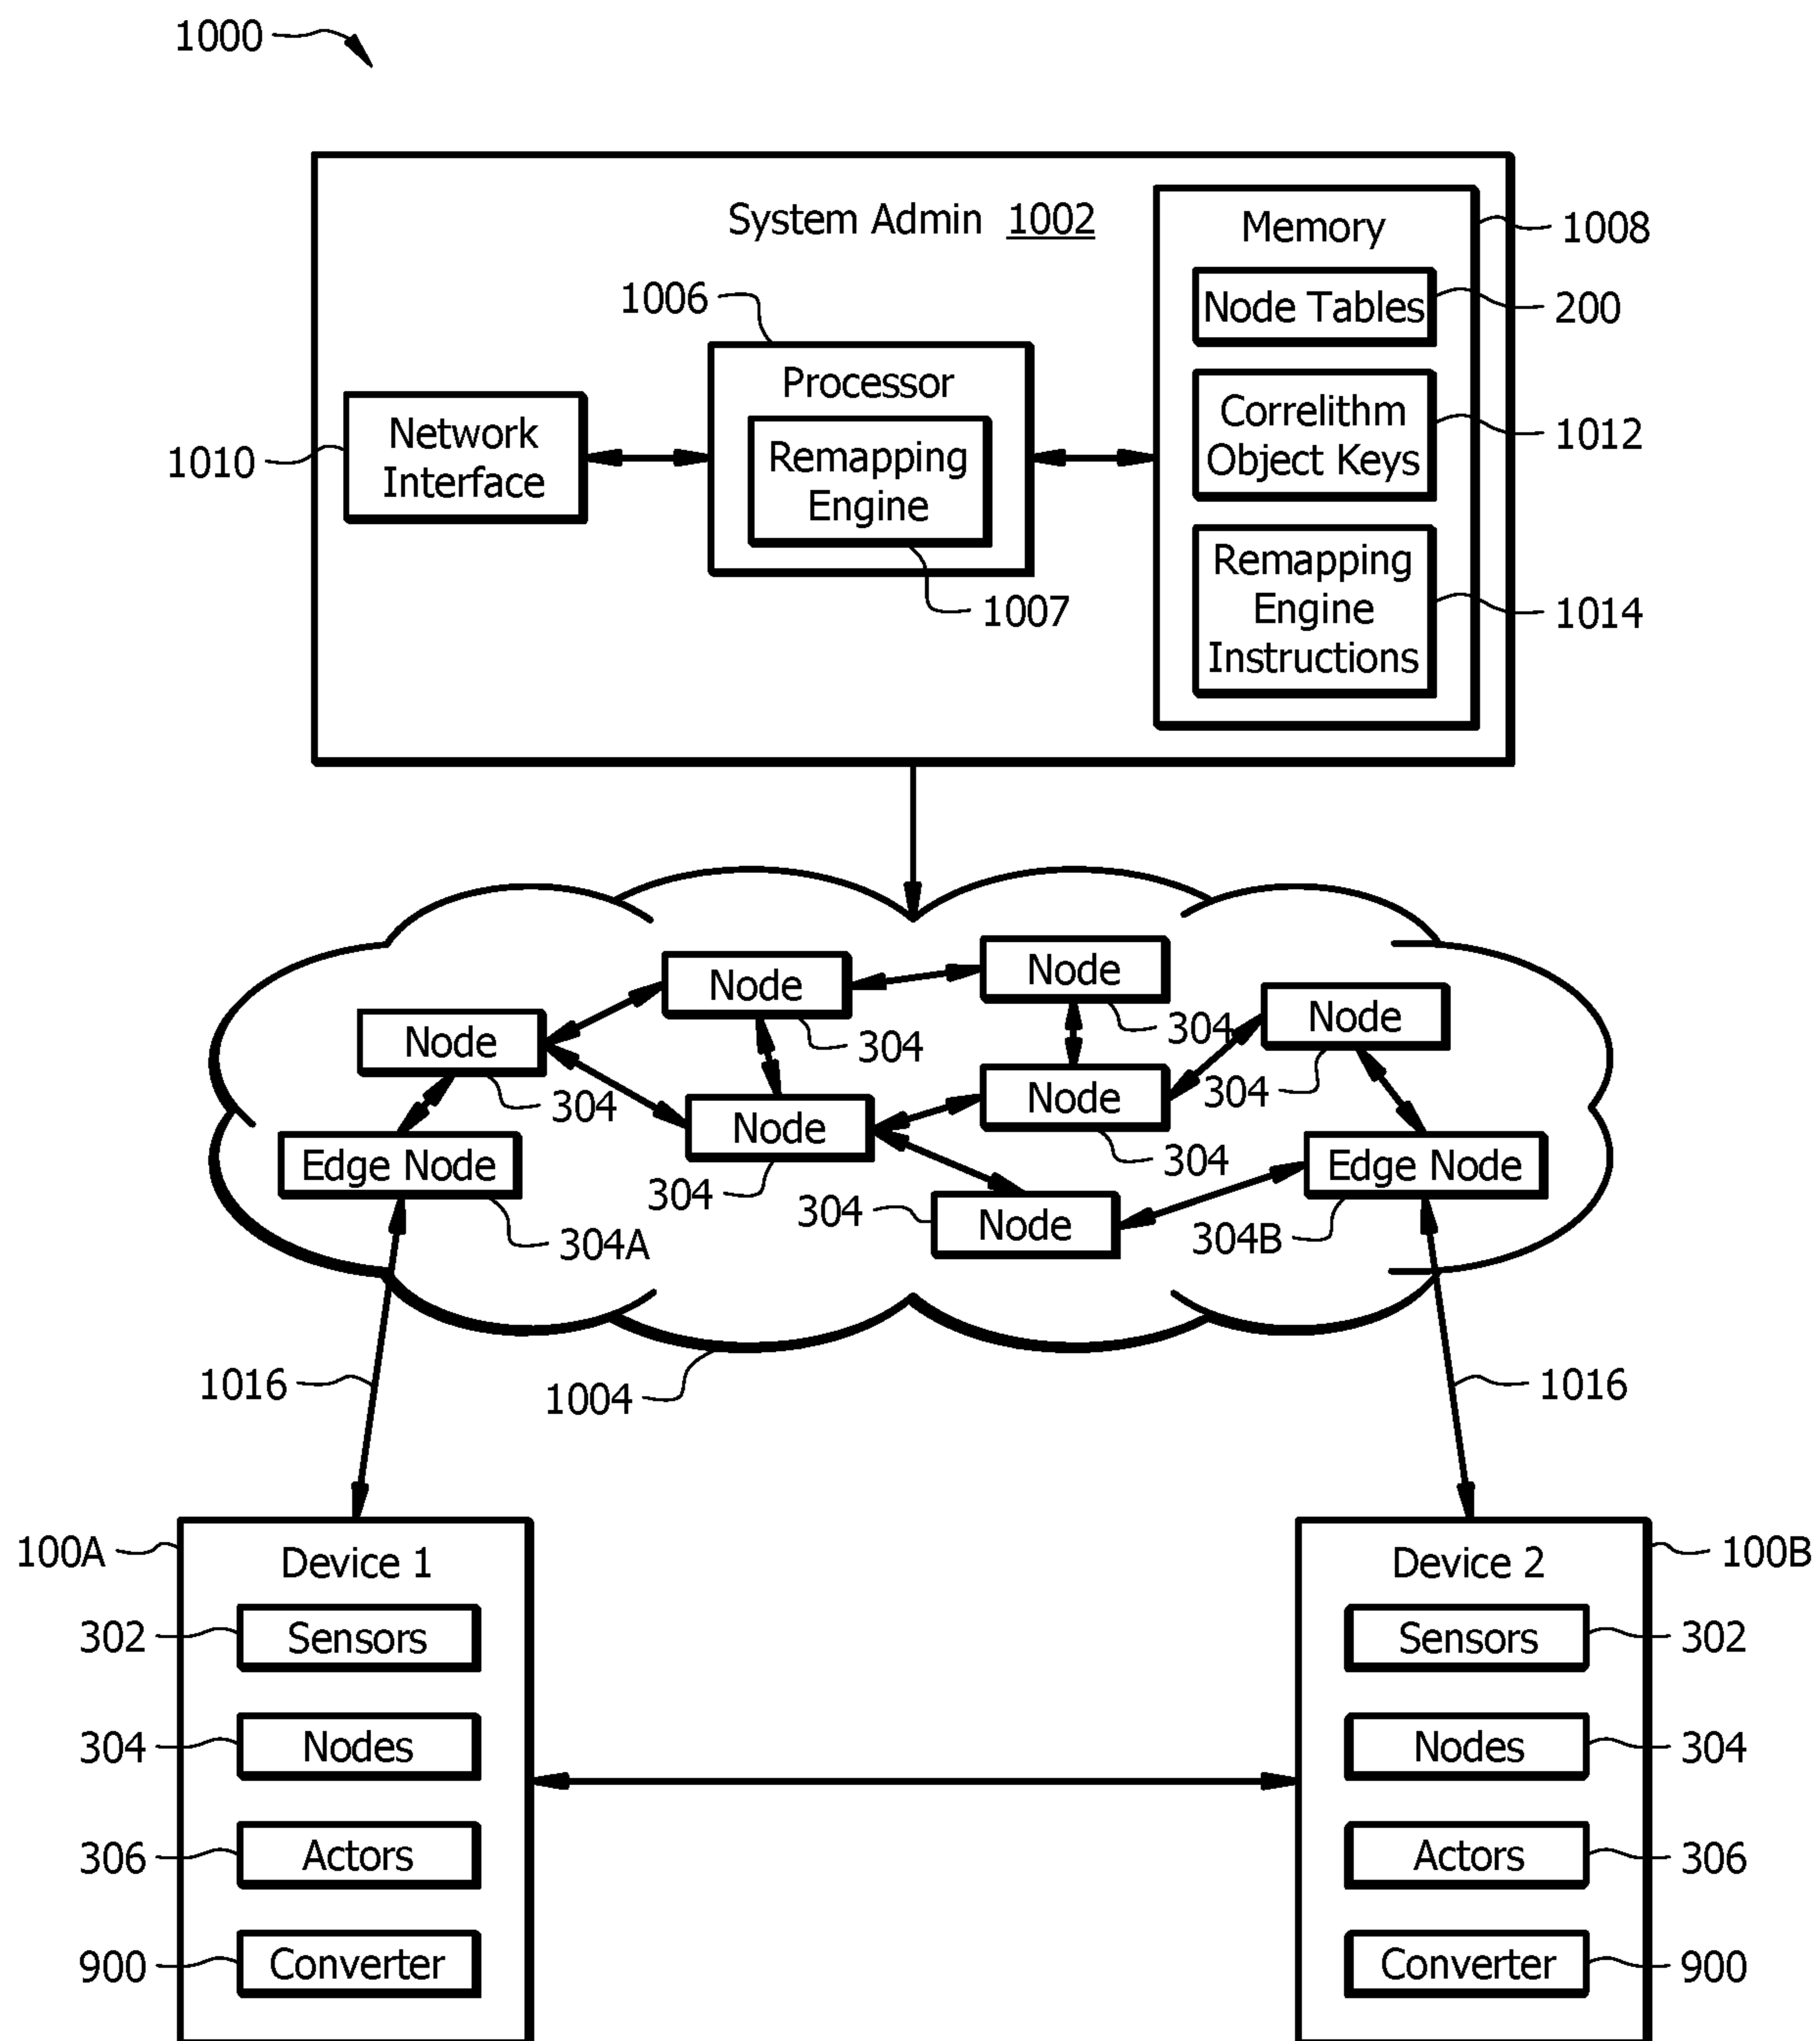 1000
System Admin 1002
Memory
1008
Node Tables
200
1006
Processor
Correlithm
Object Keys
1012
Network
Interface
1010
Remapping
Engine
1007
Remapping
Engine
Instructions
1014
Node
304
Node
304
Node
304
Node
304
Node
304
Node
304
Node
304
Edge Node
304A
Edge Node
304B
1016
1004
1016
100A
Device 1
302
Sensors
304
Nodes
306
Actors
900
Converter
Device 2
100B
Sensors
302
Nodes
304
Actors
306
Converter
900